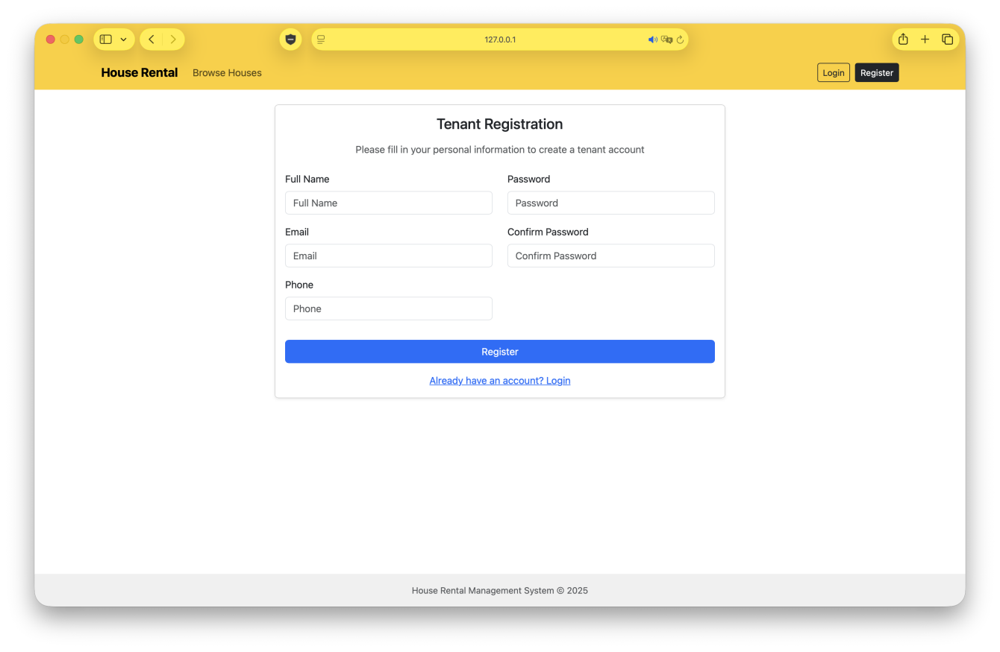 127.0.0.1
House Rental
Browse Houses
Login
Register
Tenant Registration
Please fill in your personal information to create a tenant account
Full Name
Full Name
Password
Password
Email
Email
Confirm Password
Confirm Password
Phone
Phone
Register
Already have an account? Login
House Rental Management System © 2025